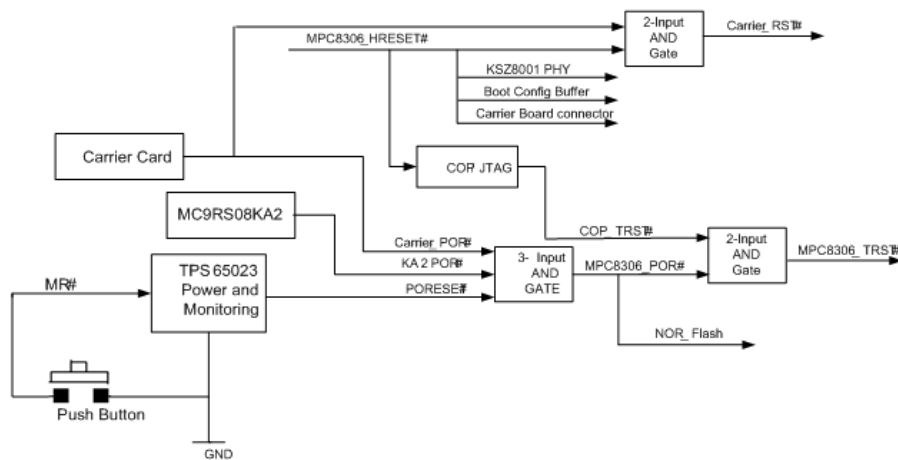 2-Input
AND
Gate
Carrier_RST#
MPC8306_HRESET#
KSZ8001 PHY
Boot Config Buffer
Carrier Board connector
Carrier Card
COP JTAG
MC9RS08KA2
COP_TRST#
2-Input
AND
Gate
MPC8306_TRST#
Carrier_POR#
KA2 POR#
PORESE#
3- Input
AND
GATE
MPC8306_POR#
TPS 65023
Power and
Monitoring
MR#
NOR_Flash
Push Button
GND